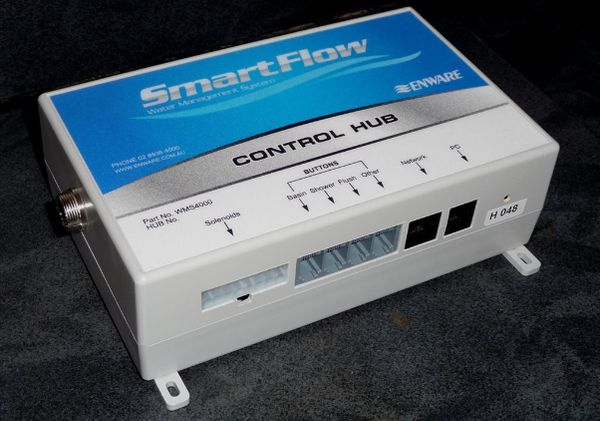 SmartFlow
Water Management System
ENWARE
PHONE 02 8536 4000
WWW.ENWARE.COM.AU
CONTROL HUB
BUTTONS
Basin Shower Flush Other
Network
PC
Part No. WMS4000
HUB No.
Solenoids
H 048